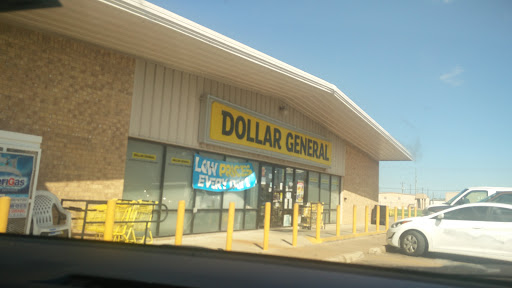 DOLLAR GENERAL
LOW PRICES
EVERY DAY